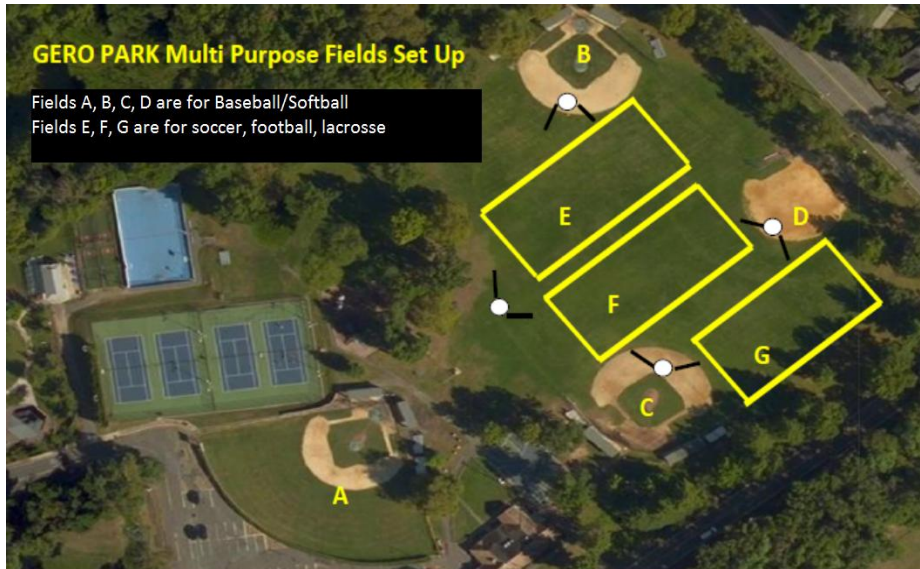 GERO PARK Multi Purpose Fields Set Up
Fields A, B, C, D are for Baseball/Softball
Fields E, F, G are for soccer, football, lacrosse
B
E
D
F
G
C
A